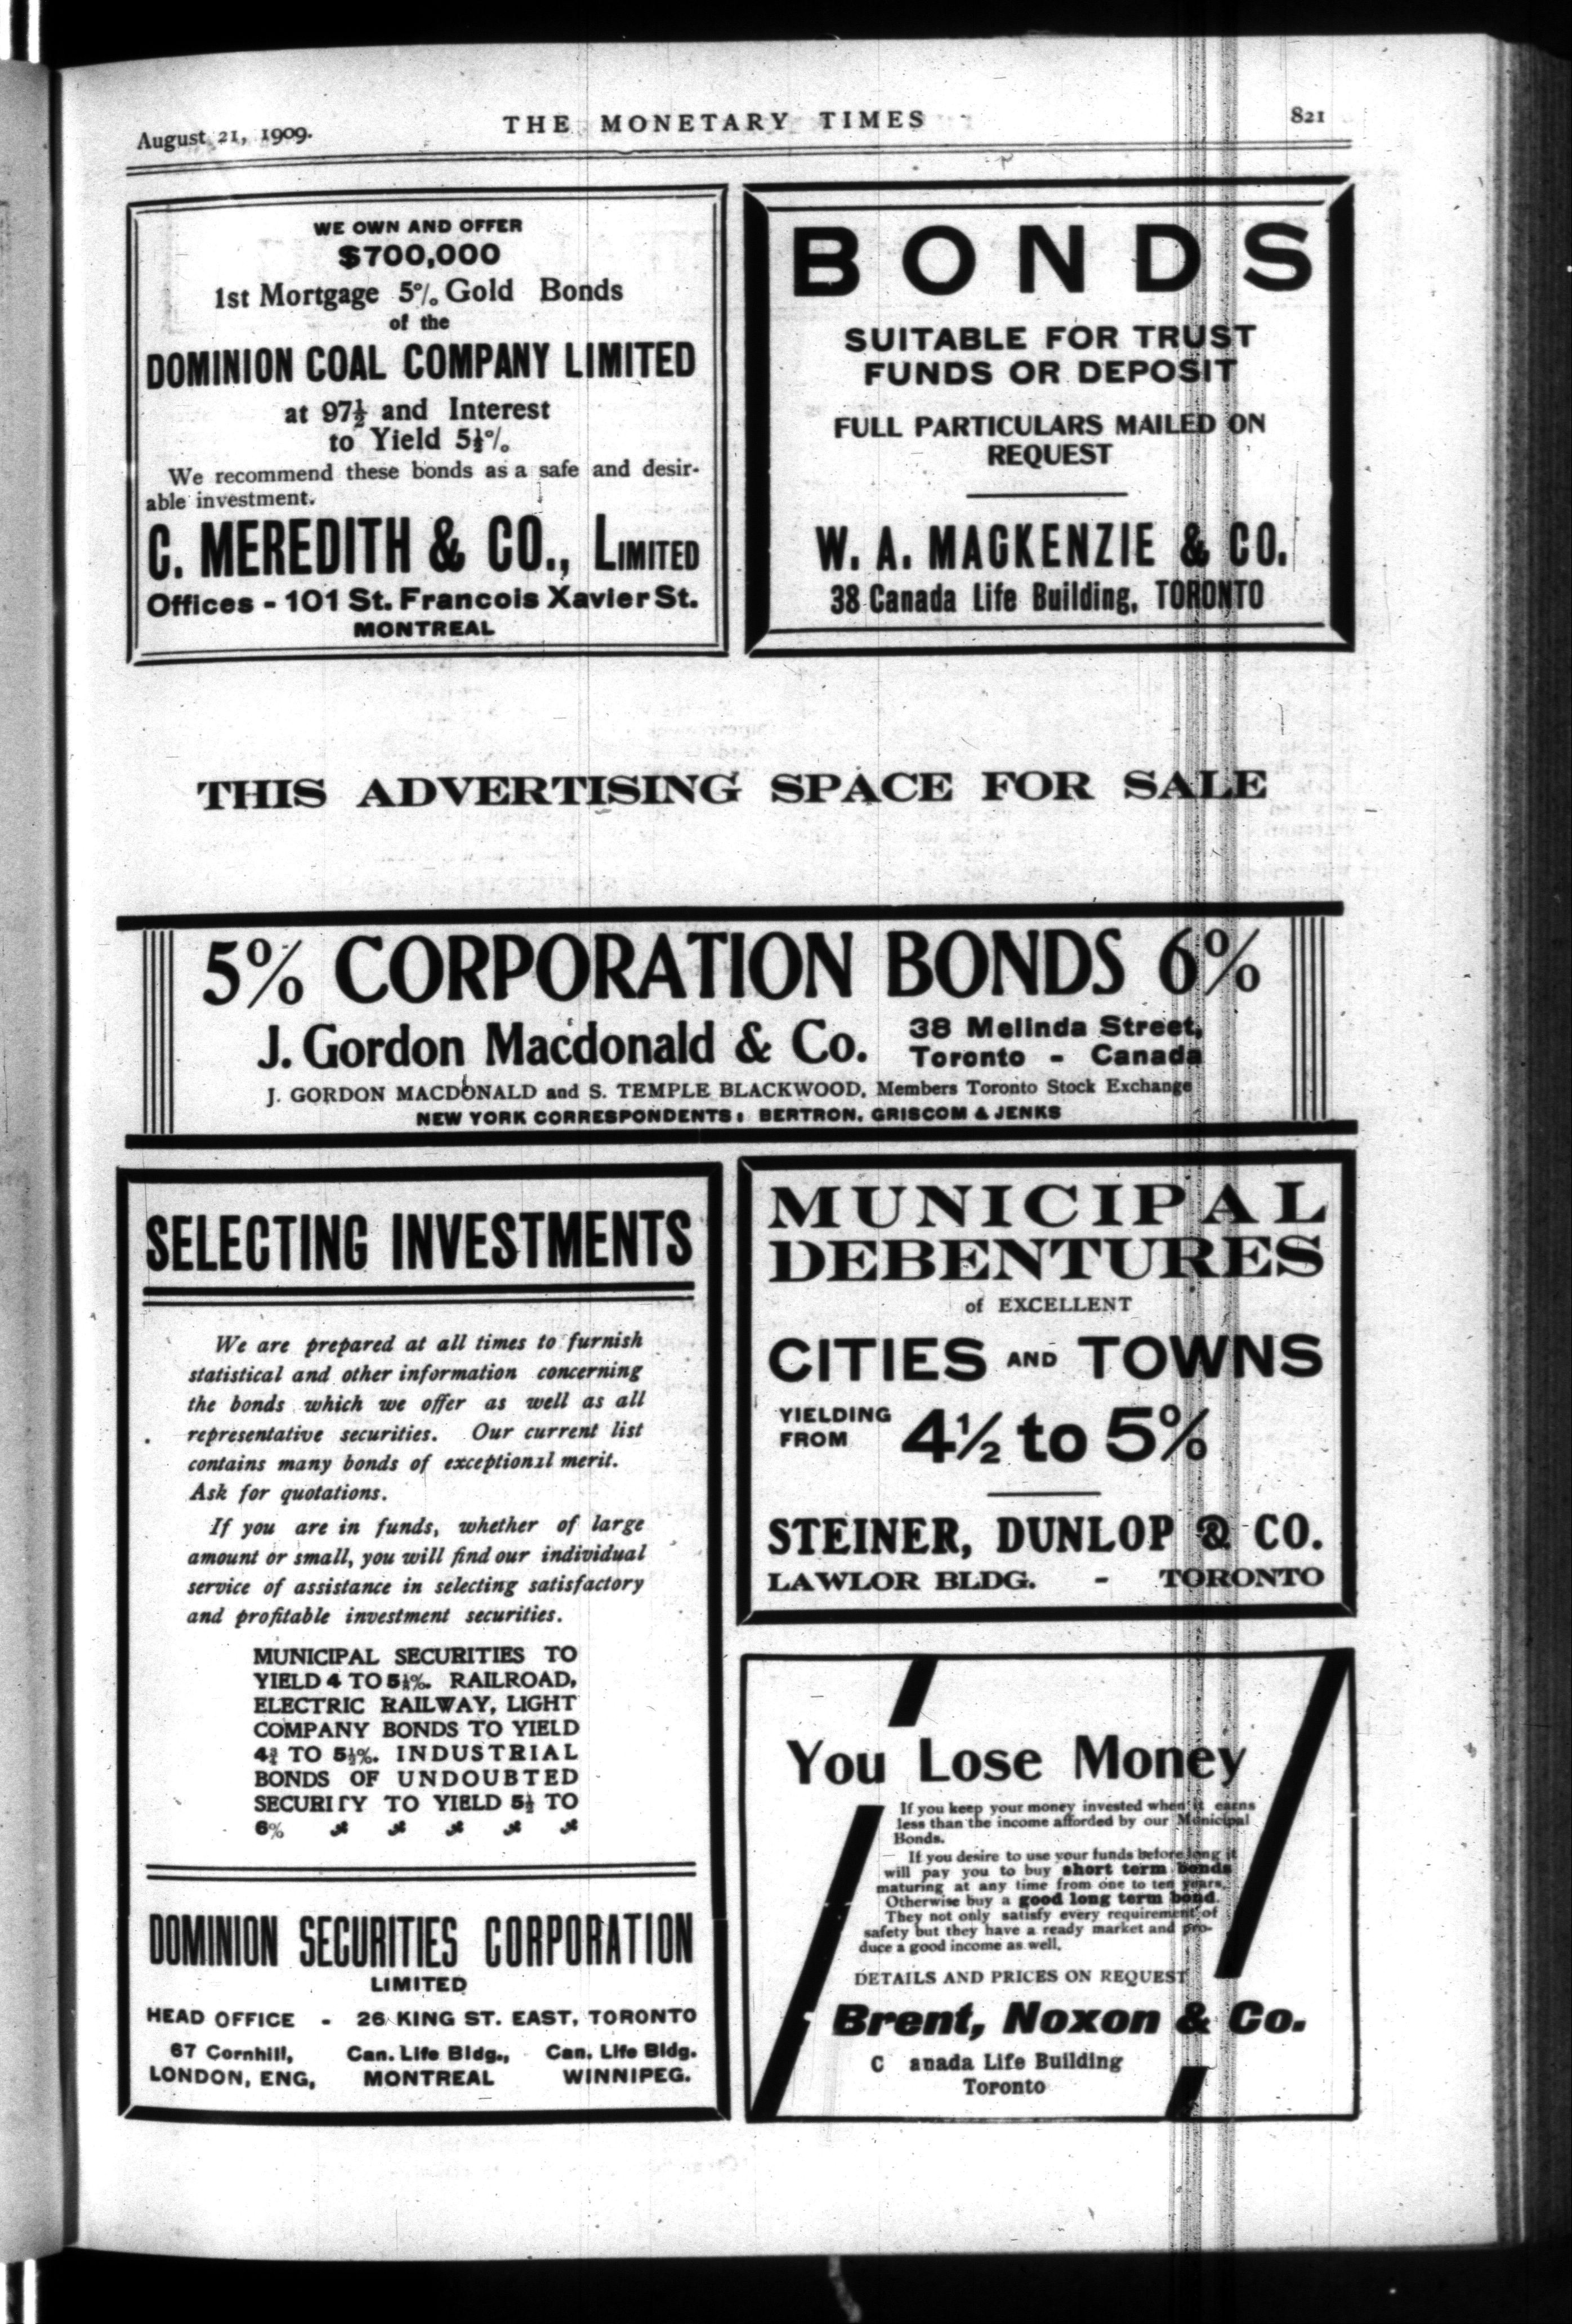 August 21, 1909.
THE MONETARY TIMES
821
WE OWN AND OFFER
$700,000
1st Mortgage 5% Gold Bonds
of the
DOMINION COAL COMPANY LIMITED
at 97½ and Interest
to Yield 5¼%
We recommend these bonds as a safe and desir-
able investment.
C. MEREDITH & CO., LIMITED
Offices - 101 St. Francois Xavier St.
MONTREAL
BONDS
SUITABLE FOR TRUST
FUNDS OR DEPOSIT
FULL PARTICULARS MAILED ON
REQUEST
W. A. MACKENZIE & CO.
38 Canada Life Building, TORONTO
THIS ADVERTISING SPACE FOR SALE
5% CORPORATION BONDS 6%
J. Gordon Macdonald & Co.
38 Melinda Street,
Toronto - Canada
J. GORDON MACDONALD and S. TEMPLE BLACKWOOD, Members Toronto Stock Exchange
NEW YORK CORRESPONDENTS: BERTRON, GRISCOM & JENKS
SELECTING INVESTMENTS
We are prepared at all times to furnish
statistical and other information concerning
the bonds which we offer as well as all
representative securities. Our current list
contains many bonds of exceptional merit.
Ask for quotations.
If you are in funds, whether of large
amount or small, you will find our individual
service of assistance in selecting satisfactory
and profitable investment securities.
MUNICIPAL SECURITIES TO
YIELD 4 TO %. RAILROAD,
ELECTRIC RAILWAY, LIGHT
COMPANY BONDS TO YIELD
4¾ TO 5½%. INDUSTRIAL
BONDS OF UNDOUBTED
SECURITY TO YIELD 5½ TO
6%
DOMINION SECURITIES CORPORATION
LIMITED
HEAD OFFICE - 26 KING ST. EAST, TORONTO
67 Cornhill, Can. Life Bldg., Can. Life Bldg.
LONDON, ENG, MONTREAL WINNIPEG.
MUNICIPAL
DEBENTURES
of EXCELLENT
CITIES AND TOWNS
YIELDING
FROM 4½ to 5%
STEINER, DUNLOP & CO.
LAWLOR BLDG. - TORONTO
You Lose Money
If you keep your money invested when it earns
less than the income afforded by our Municipal
Bonds.
If you desire to use your funds before long it
will pay you to buy short term bonds
maturing at any time from one to ten years.
Otherwise buy a good long term bond.
They not only satisfy every requirement of
safety but they have a ready market and pro-
duce a good income as well.
DETAILS AND PRICES ON REQUEST
Brent, Noxon & Co.
C anada Life Building
Toronto